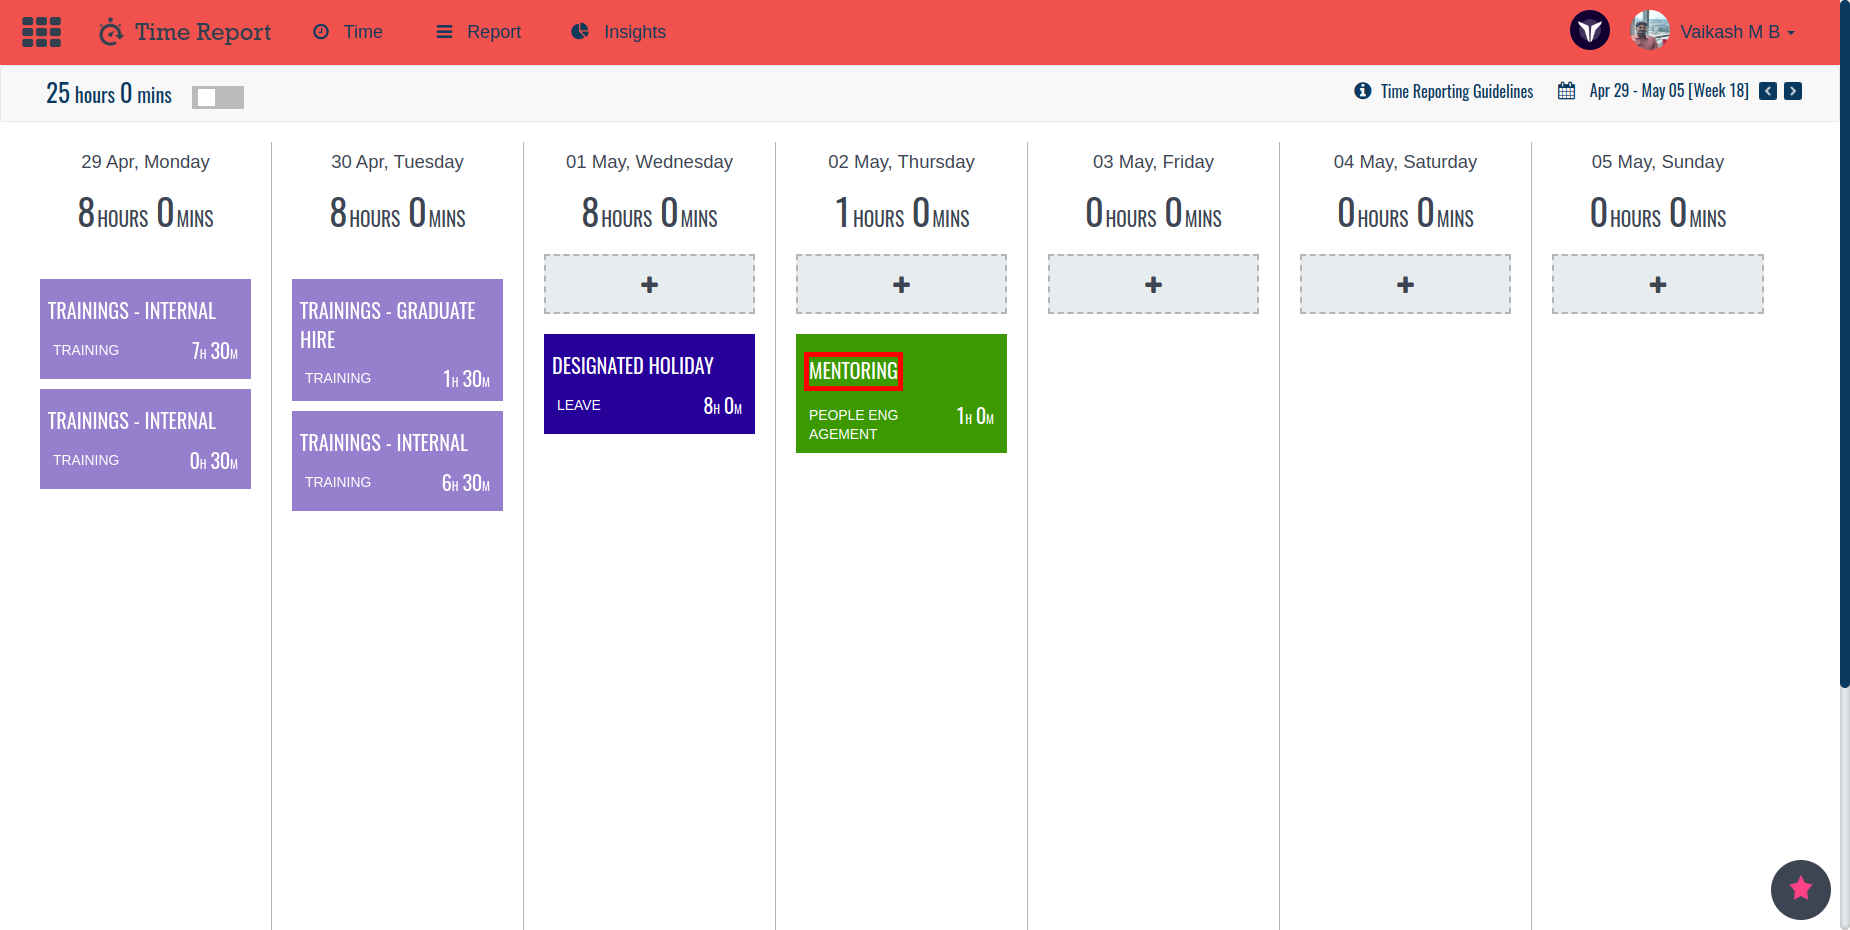 Time Report
Time
Report
Insights
Vaikash M B
25 hours 0 mins
Time Reporting Guidelines
Apr 29 - May 05 [Week 18]
29 Apr, Monday
8 HOURS 0 MINS
TRAININGS - INTERNAL
TRAINING 7H 30M
TRAININGS - INTERNAL
TRAINING 0H 30M
30 Apr, Tuesday
8 HOURS 0 MINS
TRAININGS - GRADUATE
HIRE
TRAINING 1H 30M
TRAININGS - INTERNAL
TRAINING 6H 30M
01 May, Wednesday
8 HOURS 0 MINS
+
DESIGNATED HOLIDAY
LEAVE 8H 0M
02 May, Thursday
1 HOURS 0 MINS
+
MENTORING
PEOPLE ENG 1H 0M
AGEMENT
03 May, Friday
0 HOURS 0 MINS
+
04 May, Saturday
0 HOURS 0 MINS
+
05 May, Sunday
0 HOURS 0 MINS
+